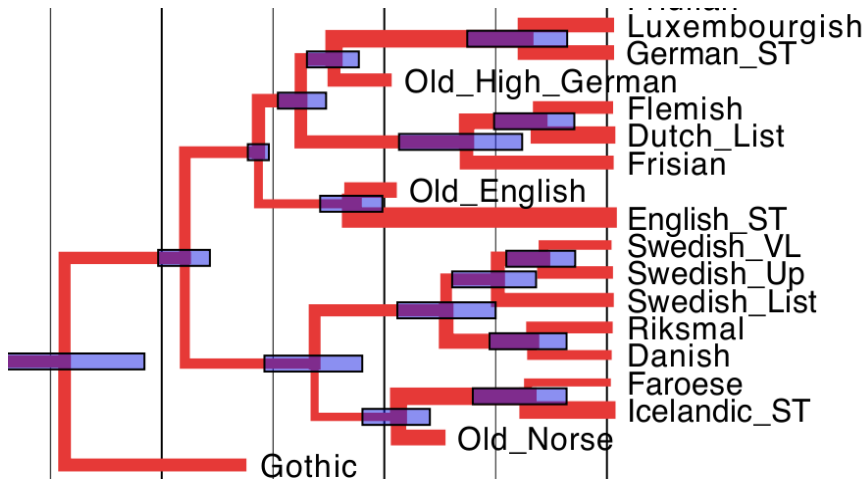 Luxembourgish
German_ST
Old_High_German
Flemish
Dutch_List
Frisian
Old_English
English_ST
Swedish_VL
Swedish_Up
Swedish_List
Riksmal
Danish
Faroese
Icelandic_ST
Old_Norse
Gothic